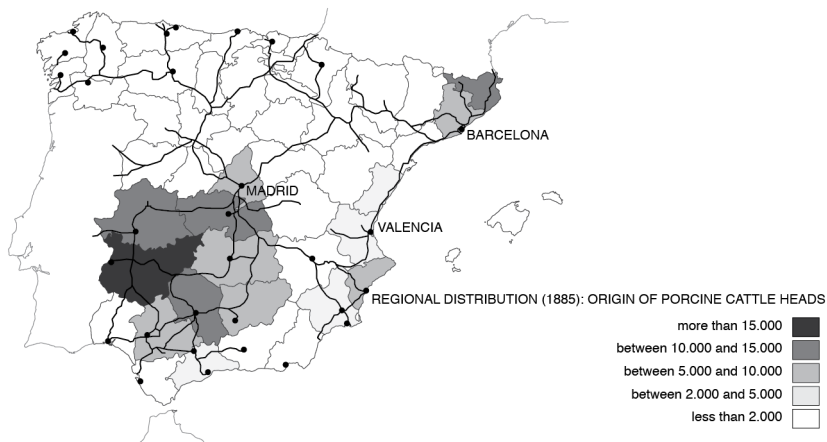 BARCELONA
MADRID
VALENCIA
REGIONAL DISTRIBUTION (1885): ORIGIN OF PORCINE CATTLE HEADS
more than 15.000
between 10.000 and 15.000
between 5.000 and 10.000
between 2.000 and 5.000
less than 2.000